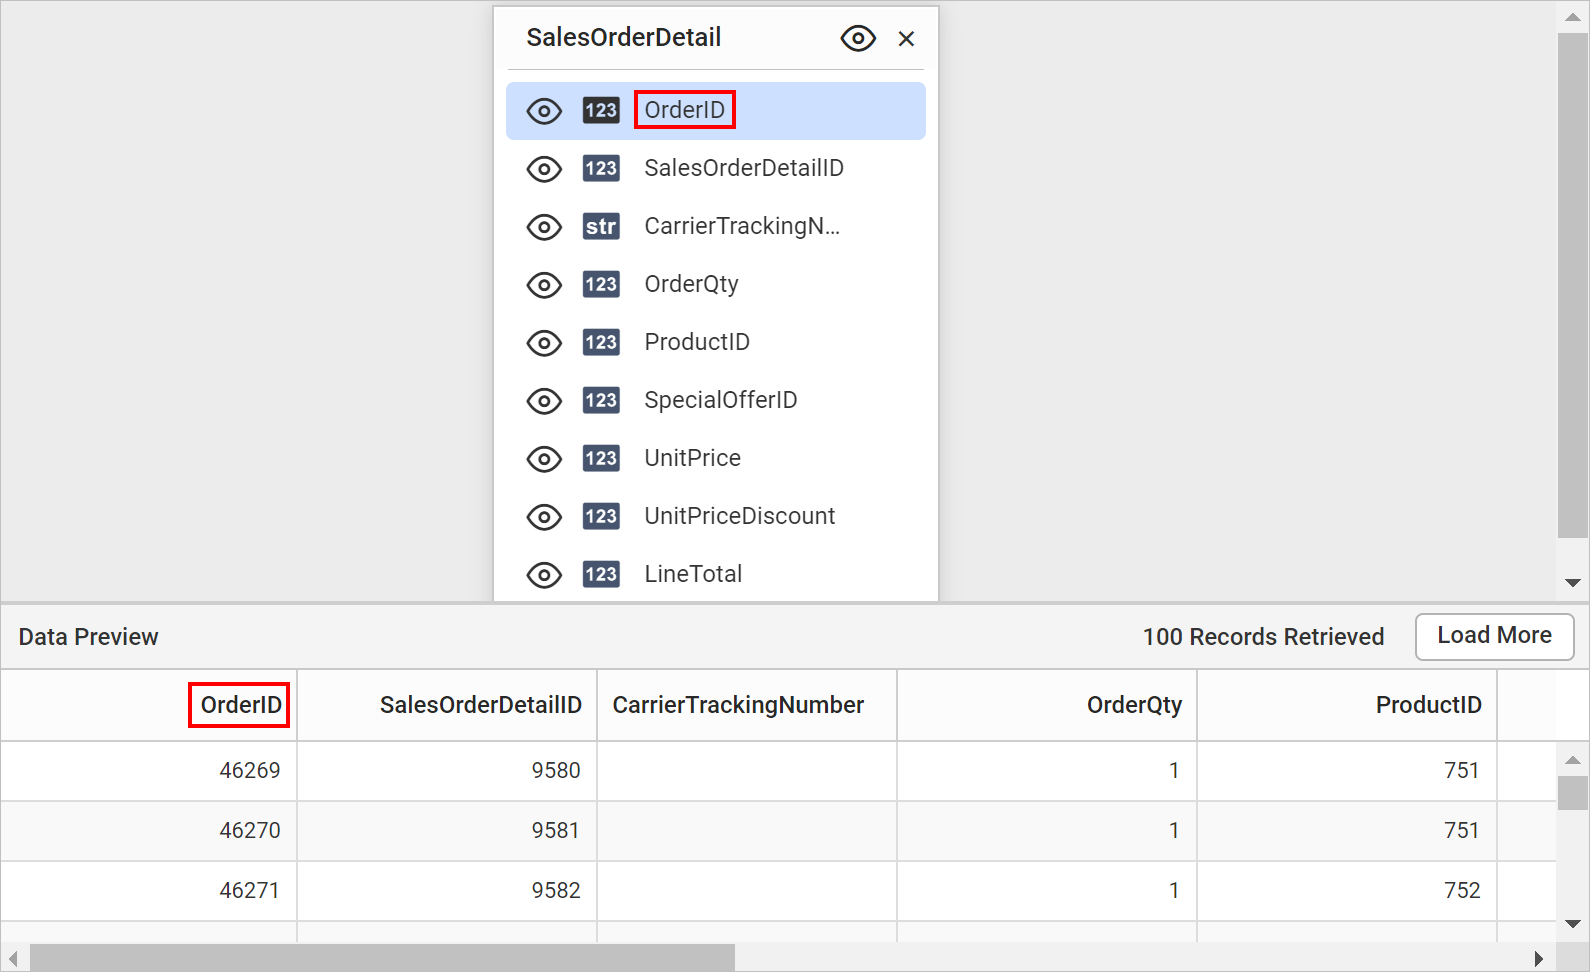 SalesOrderDetail
123 OrderID
123 SalesOrderDetailID
str CarrierTrackingN...
123 OrderQty
123 ProductID
123 SpecialOfferID
123 UnitPrice
123 UnitPriceDiscount
123 LineTotal
Data Preview 100 Records Retrieved Load More
OrderID SalesOrderDetailID CarrierTrackingNumber OrderQty ProductID
46269 9580 1 751
46270 9581 1 751
46271 9582 1 752